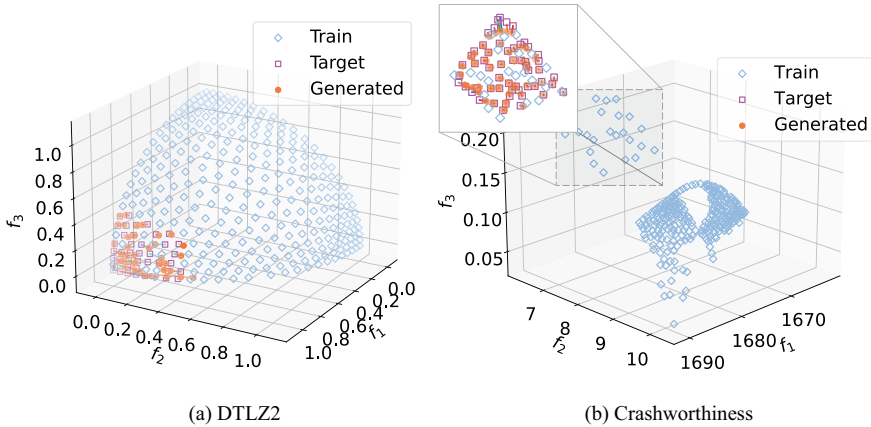 Train
Target
Generated
1.0
0.8
0.6
0.4
0.2
0.0
f3
0.0
0.2
0.4
0.6
0.8
1.0
f2
0.0
0.2
0.4
0.6
0.8
1.0
f1
(a) DTLZ2
Train
Target
Generated
0.20
0.15
0.10
0.05
f3
7
8
9
10
f2
1670
1680
1690
f1
(b) Crashworthiness